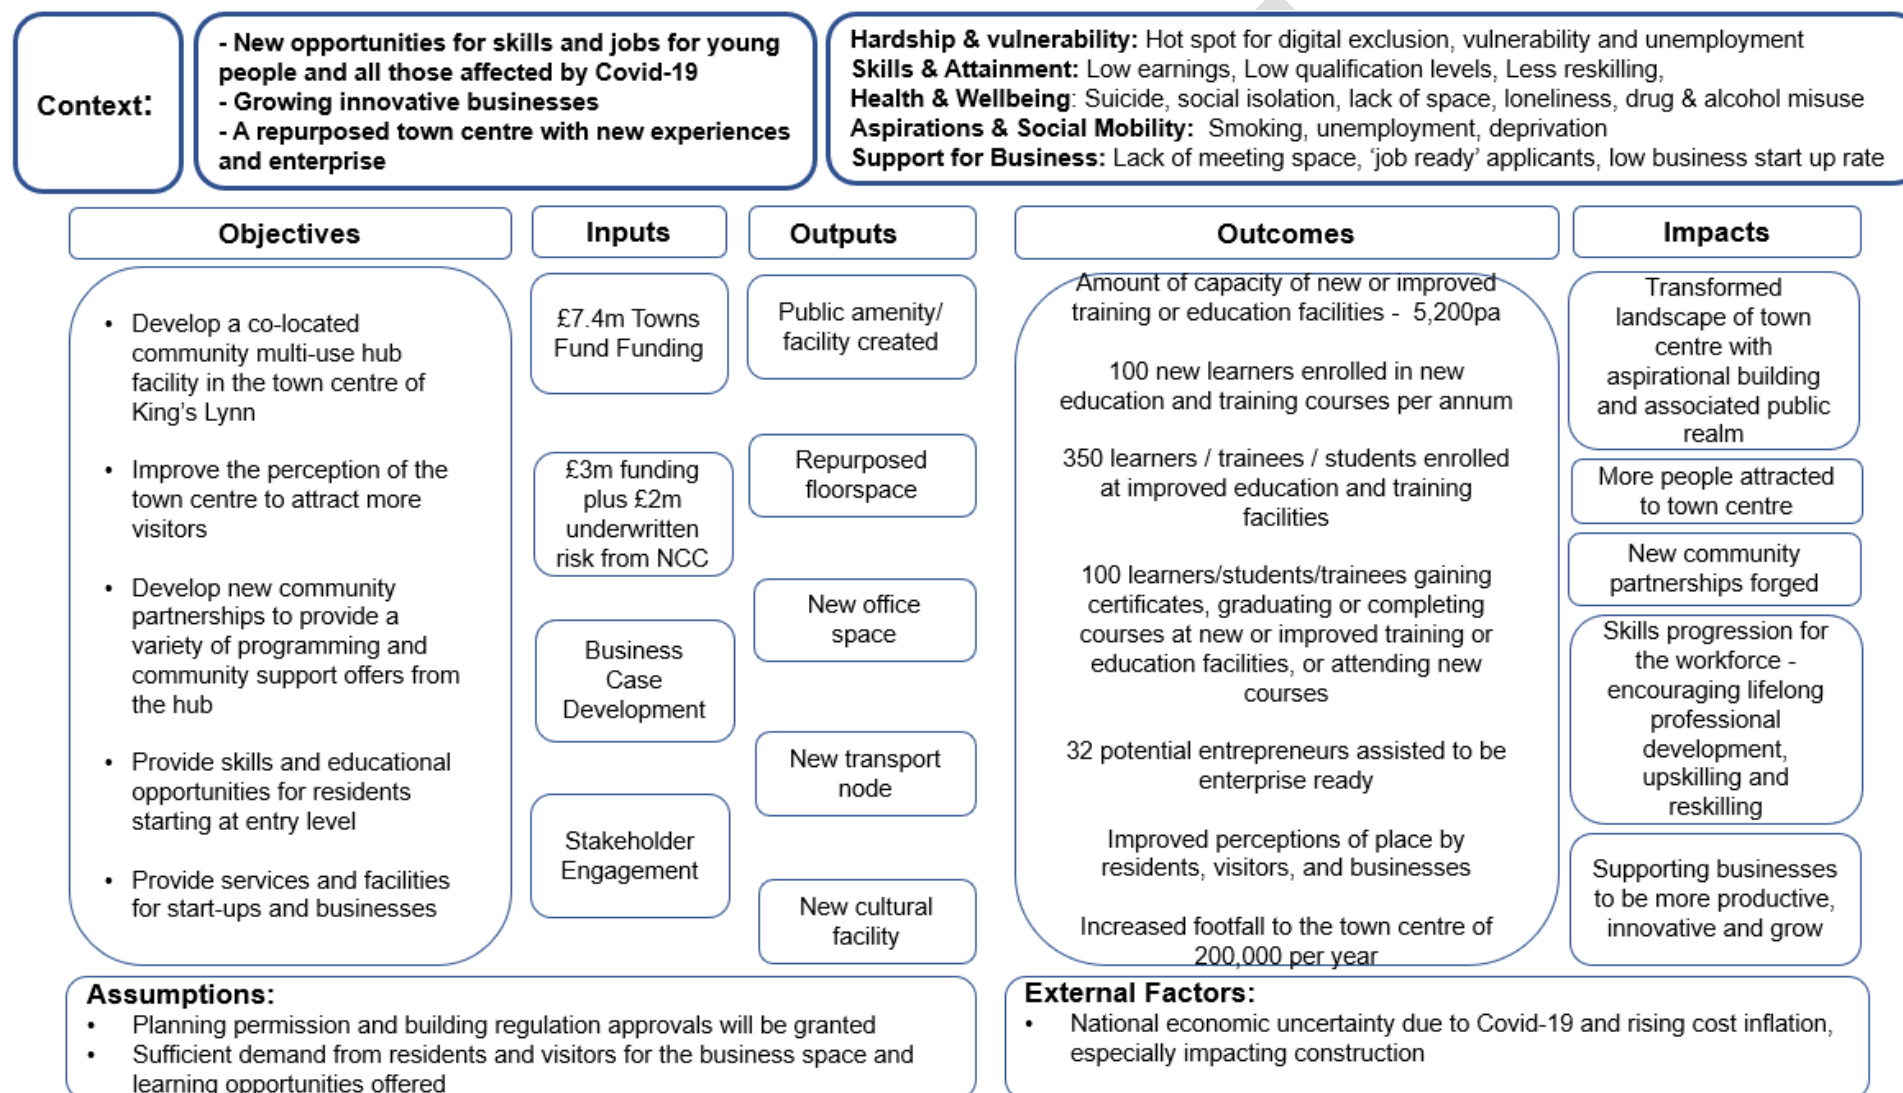 Context:
- New opportunities for skills and jobs for young
people and all those affected by Covid-19
- Growing innovative businesses
- A repurposed town centre with new experiences
and enterprise
Hardship & vulnerability: Hot spot for digital exclusion, vulnerability and unemployment
Skills & Attainment: Low earnings, Low qualification levels, Less reskilling,
Health & Wellbeing: Suicide, social isolation, lack of space, loneliness, drug & alcohol misuse
Aspirations & Social Mobility: Smoking, unemployment, deprivation
Support for Business: Lack of meeting space, ‘job ready’ applicants, low business start up rate
Objectives
• Develop a co-located
community multi-use hub
facility in the town centre of
King’s Lynn
• Improve the perception of the
town centre to attract more
visitors
• Develop new community
partnerships to provide a
variety of programming and
community support offers from
the hub
• Provide skills and educational
opportunities for residents
starting at entry level
• Provide services and facilities
for start-ups and businesses
Inputs
£7.4m Towns
Fund Funding
£3m funding
plus £2m
underwritten
risk from NCC
Business
Case
Development
Stakeholder
Engagement
Outputs
Public amenity/
facility created
Repurposed
floorspace
New office
space
New transport
node
New cultural
facility
Outcomes
Amount of capacity of new or improved
training or education facilities - 5,200pa
100 new learners enrolled in new
education and training courses per annum
350 learners / trainees / students enrolled
at improved education and training
facilities
100 learners/students/trainees gaining
certificates, graduating or completing
courses at new or improved training or
education facilities, or attending new
courses
32 potential entrepreneurs assisted to be
enterprise ready
Improved perceptions of place by
residents, visitors, and businesses
Increased footfall to the town centre of
200,000 per year
Impacts
Transformed
landscape of town
centre with
aspirational building
and associated public
realm
More people attracted
to town centre
New community
partnerships forged
Skills progression for
the workforce -
encouraging lifelong
professional
development,
upskilling and
reskilling
Supporting businesses
to be more productive,
innovative and grow
Assumptions:
• Planning permission and building regulation approvals will be granted
• Sufficient demand from residents and visitors for the business space and
learning opportunities offered
External Factors:
• National economic uncertainty due to Covid-19 and rising cost inflation,
especially impacting construction